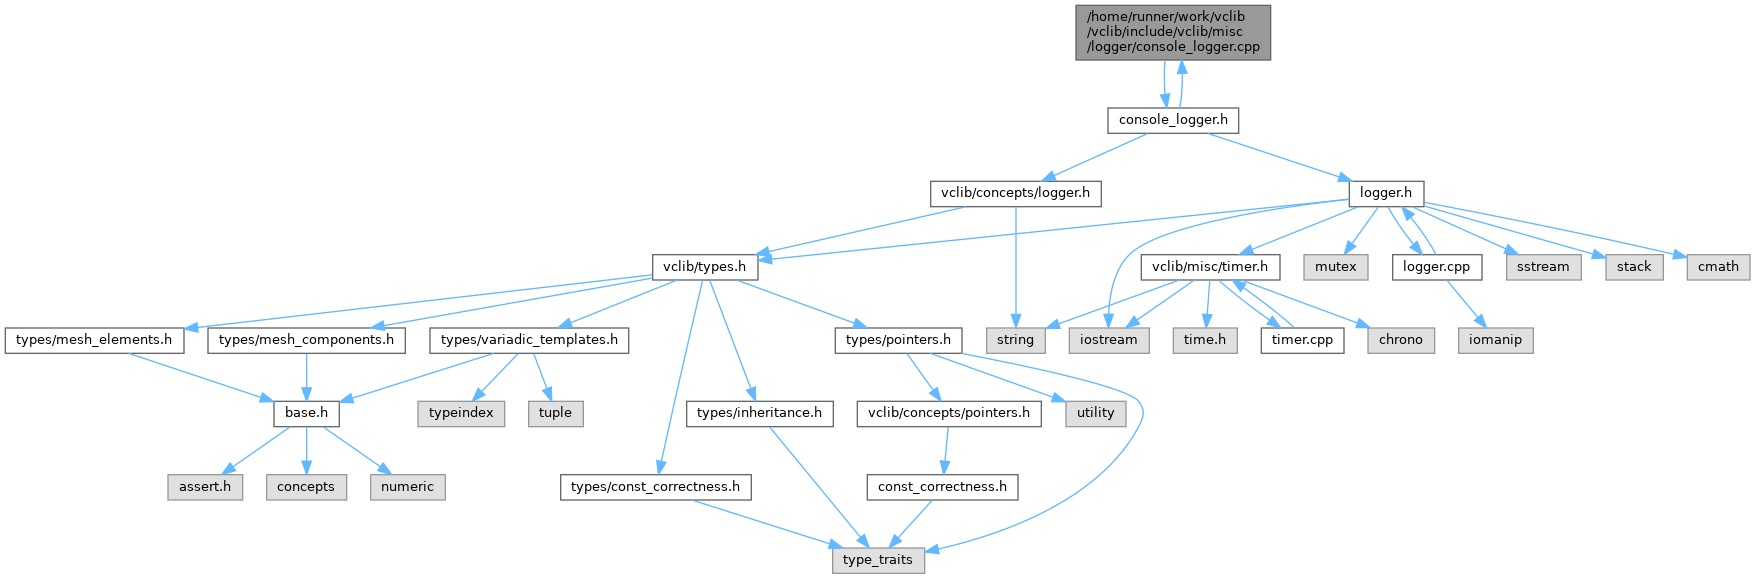 /home/runner/work/vclib
/vclib/include/vclib/misc
/logger/console_logger.cpp
console_logger.h
vclib/concepts/logger.h
logger.h
vclib/types.h
vclib/misc/timer.h
mutex
logger.cpp
sstream
stack
cmath
types/mesh_elements.h
types/mesh_components.h
types/variadic_templates.h
types/pointers.h
string
iostream
time.h
timer.cpp
chrono
iomanip
base.h
typeindex
tuple
types/inheritance.h
vclib/concepts/pointers.h
utility
assert.h
concepts
numeric
types/const_correctness.h
const_correctness.h
type_traits